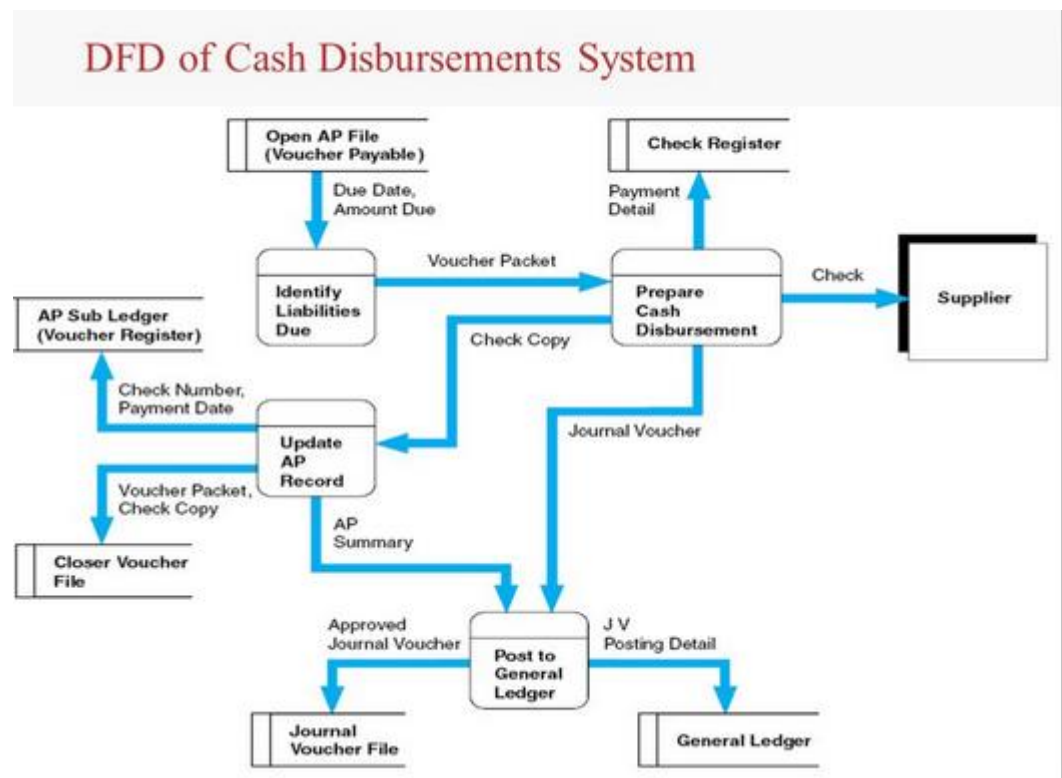 DFD of Cash Disbursements System
Open AP File
(Voucher Payable)
Check Register
Due Date,
Amount Due
Payment
Detail
Voucher Packet
Check
Identify
Liabilities
Due
Prepare
Cash
Disbursement
Supplier
AP Sub Ledger
(Voucher Register)
Check Copy
Check Number,
Payment Date
Journal Voucher
Update
AP
Record
Voucher Packet,
Check Copy
AP
Summary
Closer Voucher
File
Approved
Journal Voucher
J V
Posting Detail
Post to
General
Ledger
Journal
Voucher File
General Ledger